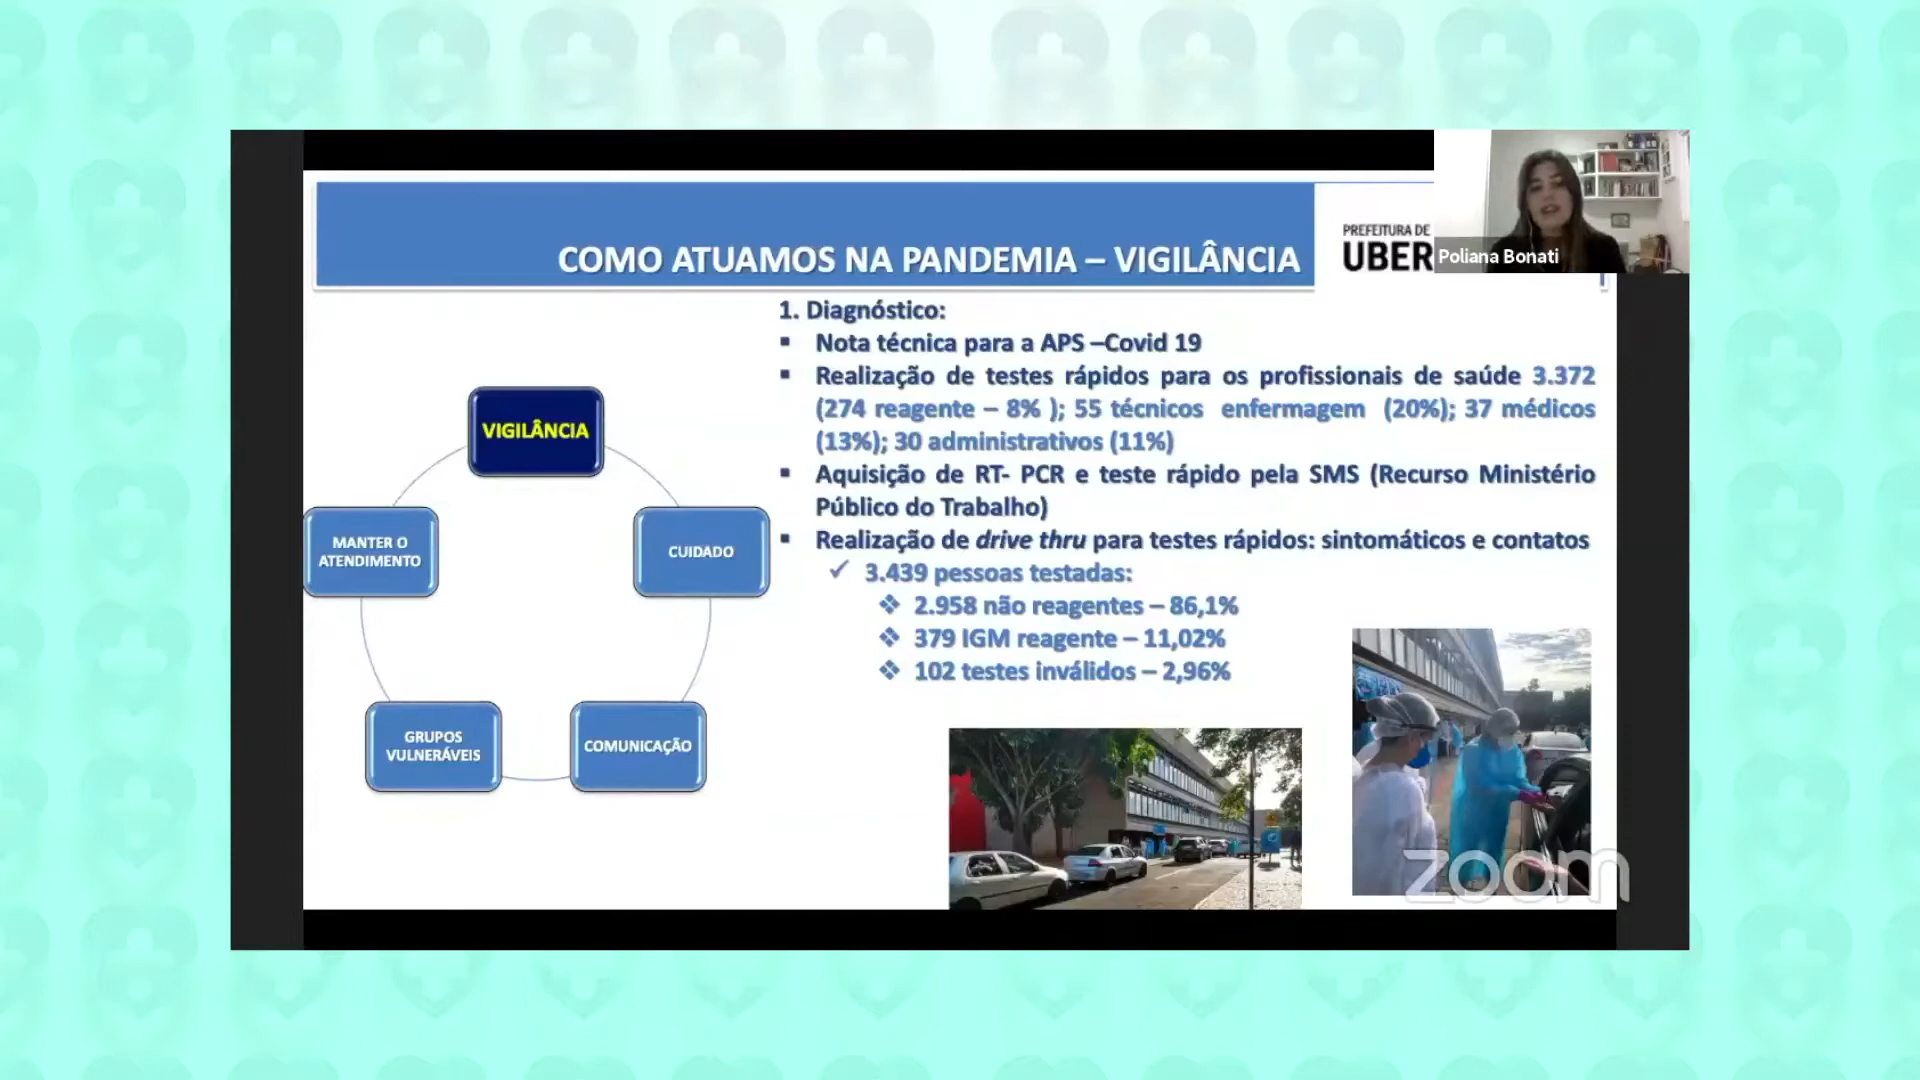 COMO ATUAMOS NA PANDEMIA – VIGILÂNCIA
PREFEITURA DE
UBER
Poliana Bonati
1. Diagnóstico:
▪ Nota técnica para a APS –Covid 19
▪ Realização de testes rápidos para os profissionais de saúde 3.372
(274 reagente – 8% ); 55 técnicos enfermagem (20%); 37 médicos
(13%); 30 administrativos (11%)
▪ Aquisição de RT- PCR e teste rápido pela SMS (Recurso Ministério
Público do Trabalho)
▪ Realização de drive thru para testes rápidos: sintomáticos e contatos
✓ 3.439 pessoas testadas:
❖ 2.958 não reagentes – 86,1%
❖ 379 IGM reagente – 11,02%
❖ 102 testes inválidos – 2,96%
VIGILÂNCIA
MANTER O
ATENDIMENTO
CUIDADO
GRUPOS
VULNERÁVEIS
COMUNICAÇÃO
zoom